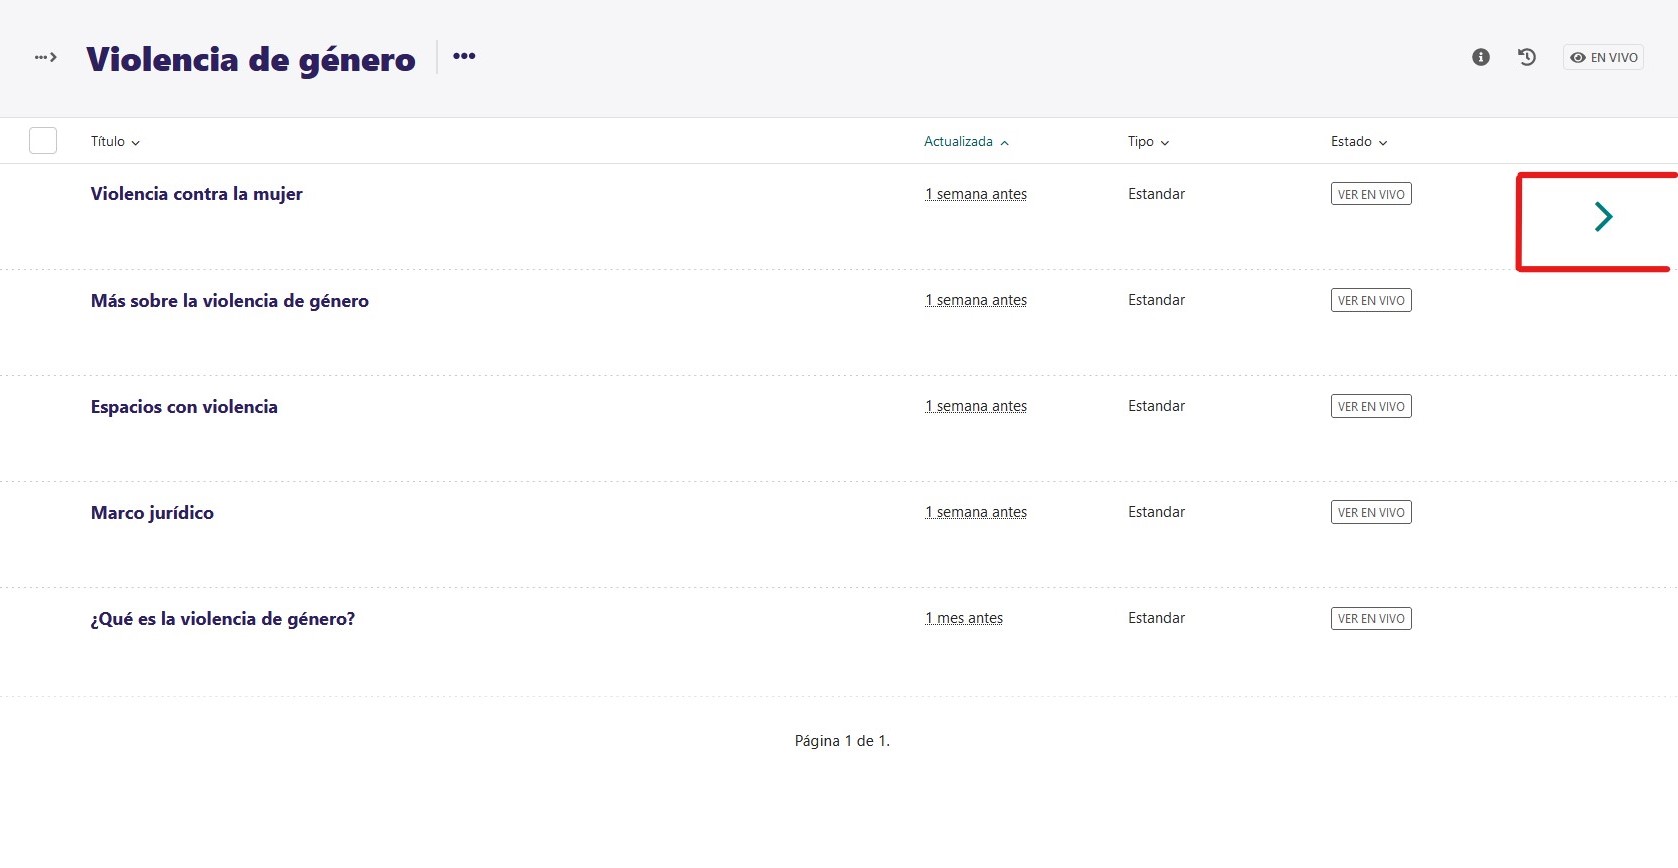 Violencia de género
EN VIVO
Título Actualizada Tipo Estado
Violencia contra la mujer 1 semana antes Estandar VER EN VIVO
Más sobre la violencia de género 1 semana antes Estandar VER EN VIVO
Espacios con violencia 1 semana antes Estandar VER EN VIVO
Marco jurídico 1 semana antes Estandar VER EN VIVO
¿Qué es la violencia de género? 1 mes antes Estandar VER EN VIVO
Página 1 de 1.